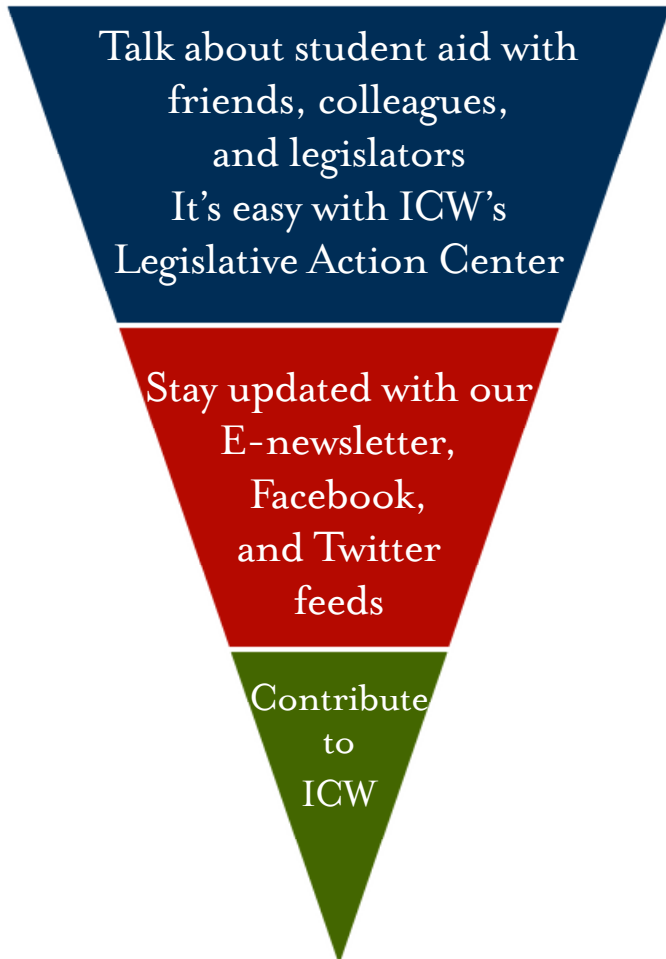 Talk about student aid with
friends, colleagues,
and legislators
It’s easy with ICW’s
Legislative Action Center
Stay updated with our
E-newsletter,
Facebook,
and Twitter
feeds
Contribute
to
ICW